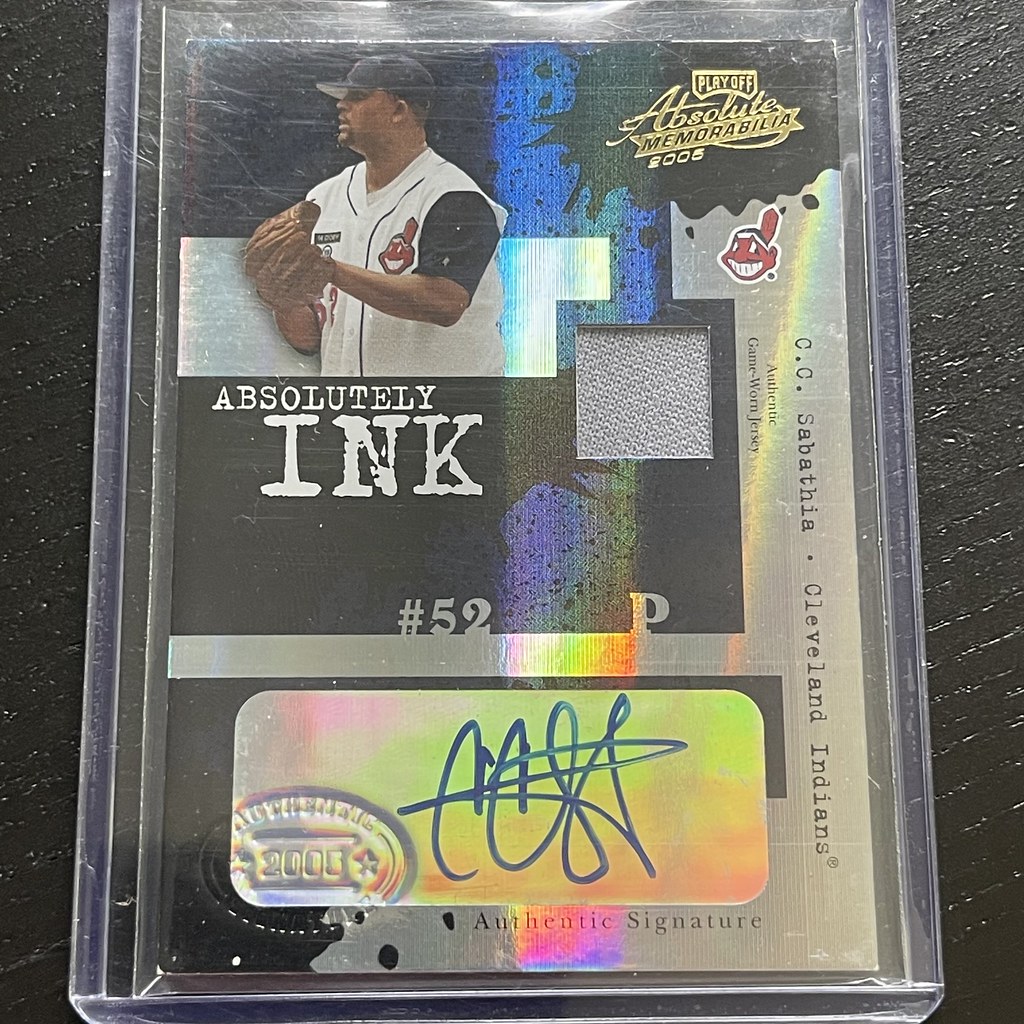 PLAYOFF
Absolute
MEMORABILIA
2005
ABSOLUTELY
INK
Authentic
Game-Worn Jersey
C.C. Sabathia · Cleveland Indians®
#52 P
AUTHENTIC
2005
Authentic Signature